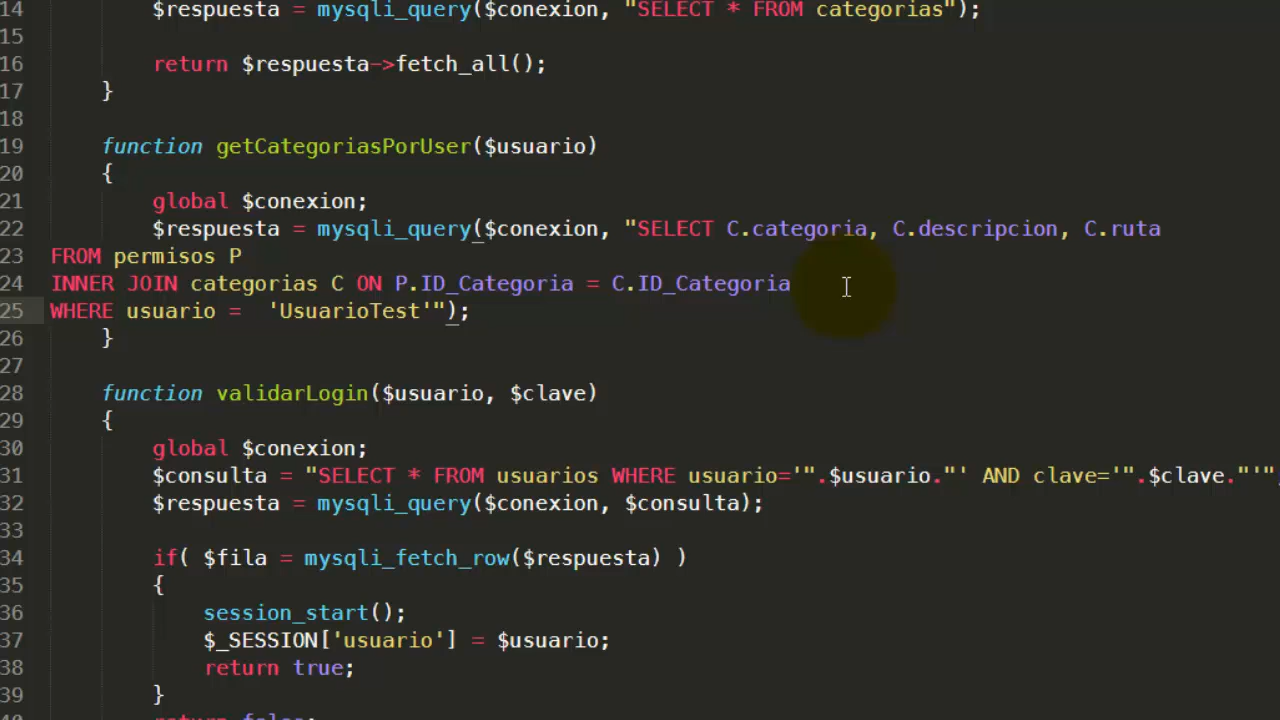 14 $respuesta = mysqli_query($conexion, "SELECT * FROM categorias");
15
16 return $respuesta->fetch_all();
17 }
18
19 function getCategoriasPorUser($usuario)
20 {
21 global $conexion;
22 $respuesta = mysqli_query($conexion, "SELECT C.categoria, C.descripcion, C.ruta
23 FROM permisos P
24 INNER JOIN categorias C ON P.ID_Categoria = C.ID_Categoria
25 WHERE usuario =  'UsuarioTest'");
26 }
27
28 function validarLogin($usuario, $clave)
29 {
30 global $conexion;
31 $consulta = "SELECT * FROM usuarios WHERE usuario='".$usuario."' AND clave='".$clave."'"
32 $respuesta = mysqli_query($conexion, $consulta);
33
34 if( $fila = mysqli_fetch_row($respuesta) )
35 {
36 session_start();
37 $_SESSION['usuario'] = $usuario;
38 return true;
39 }
40 return false;